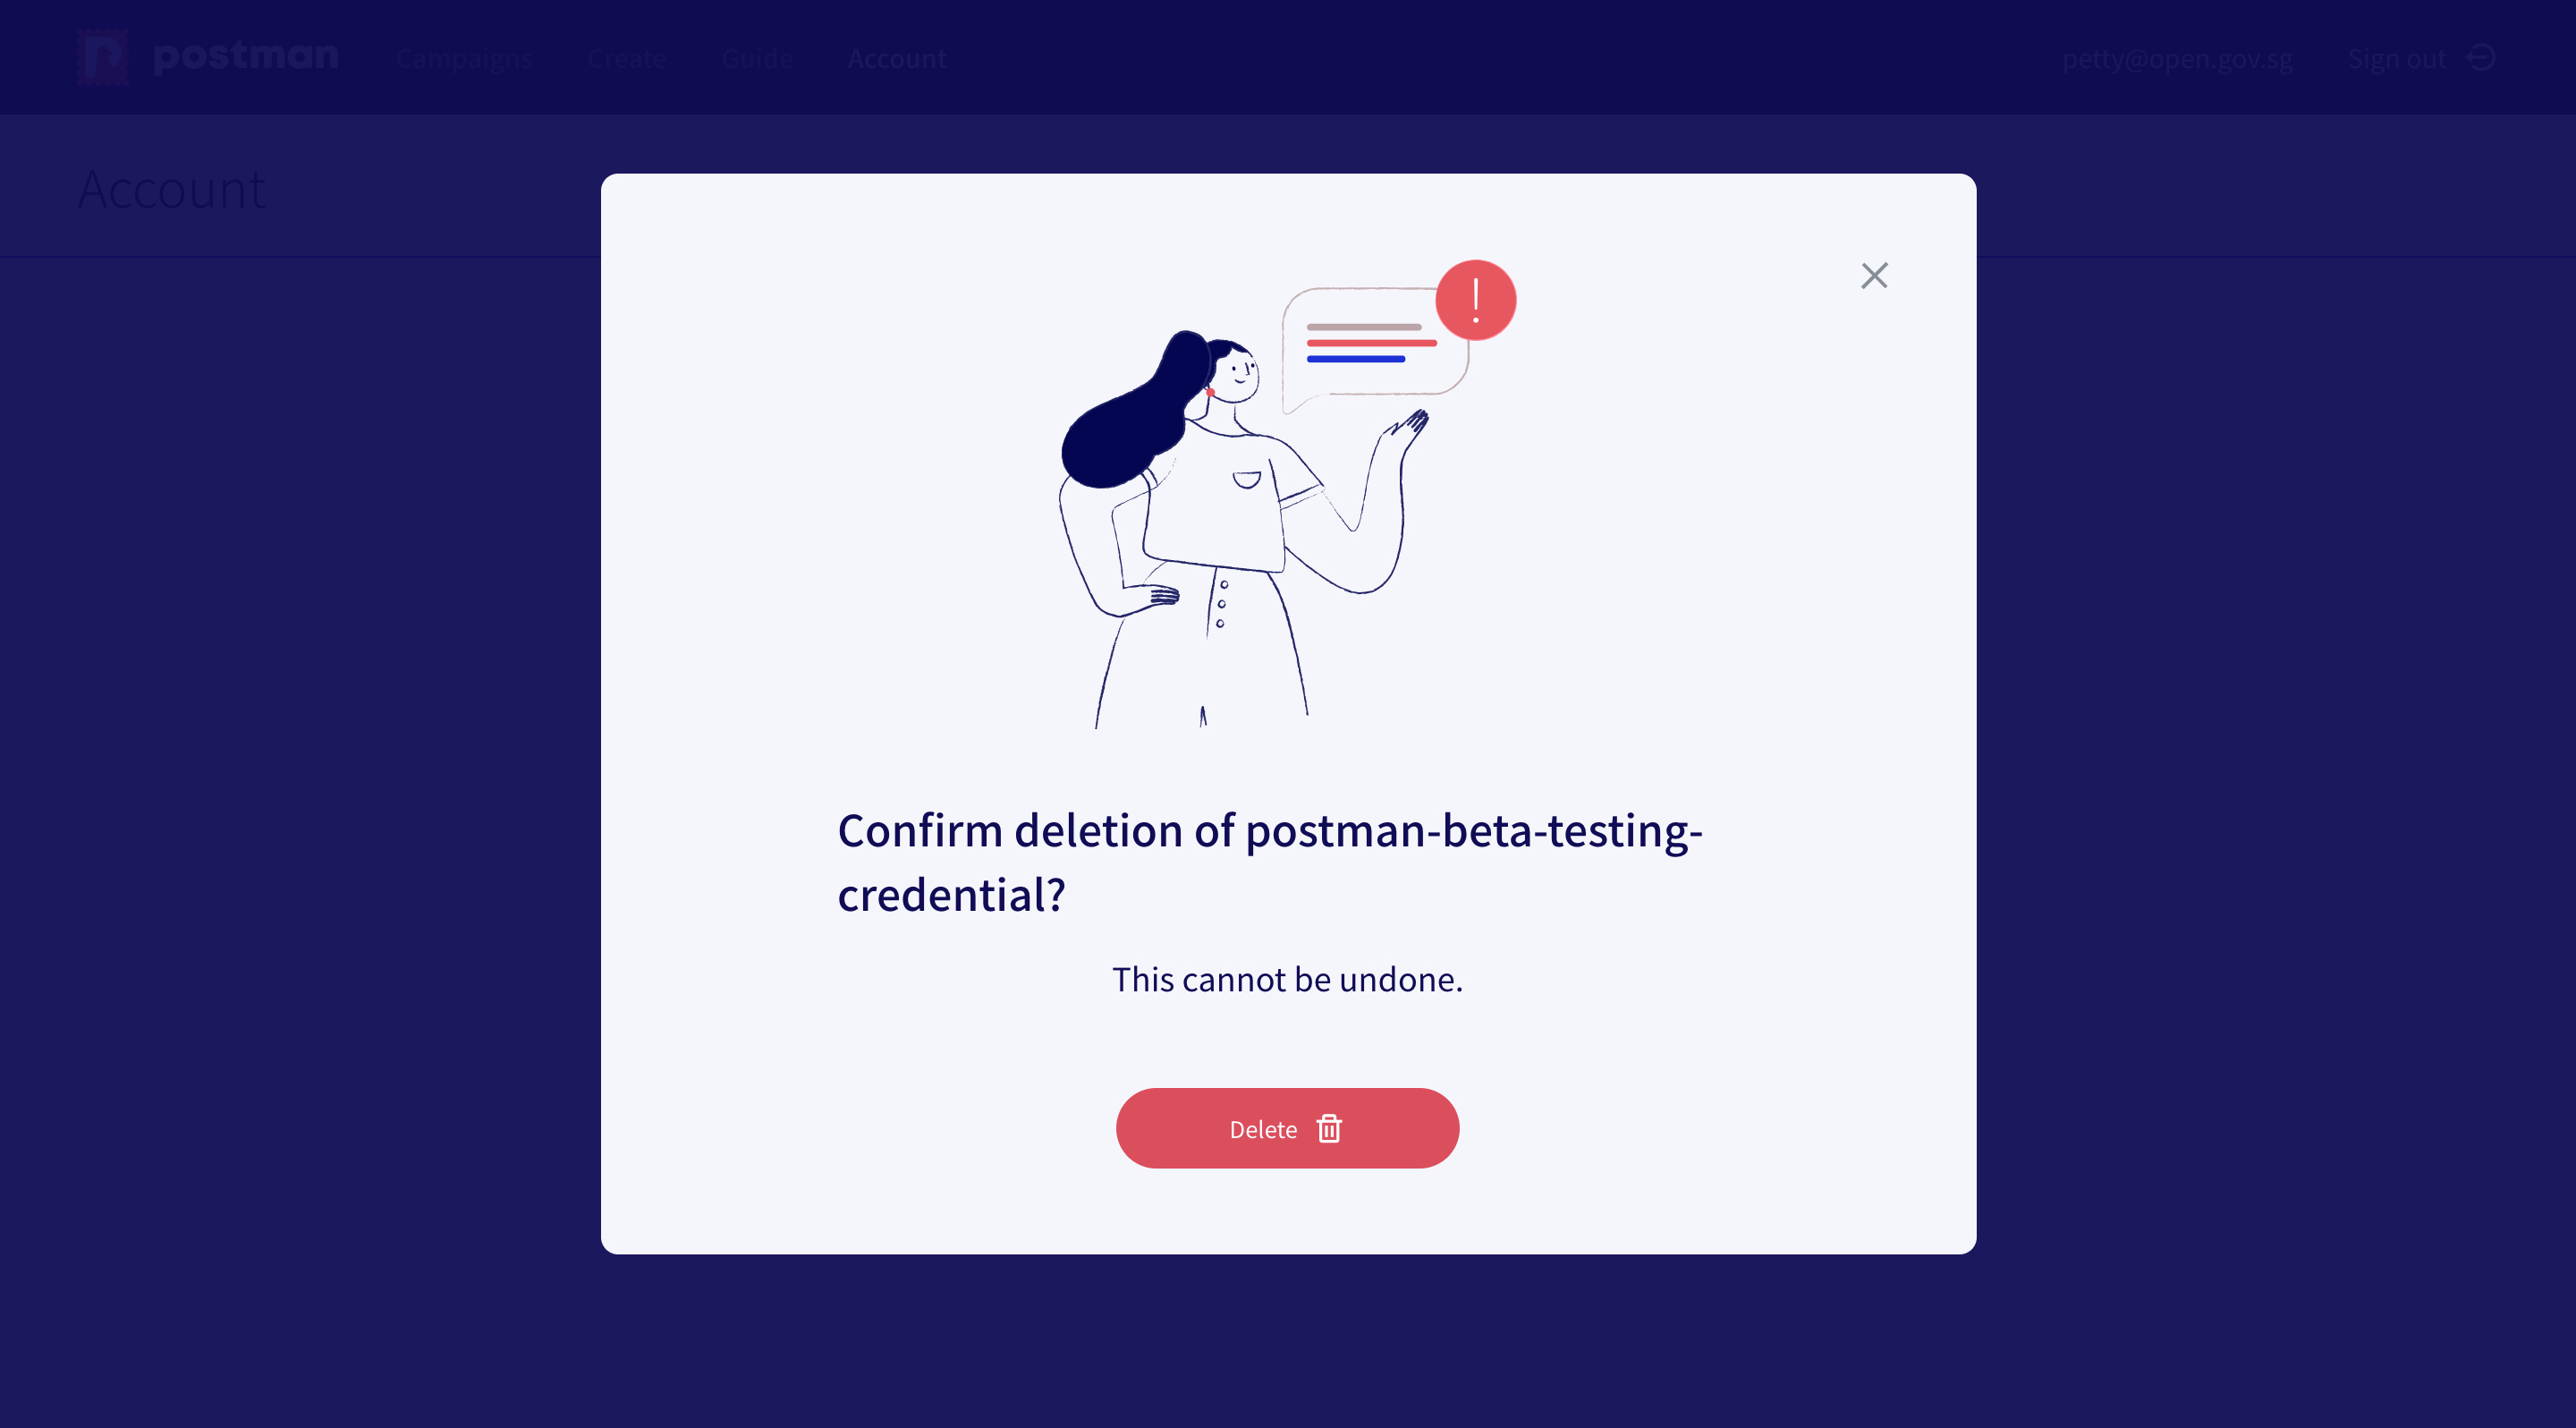 postman Campaigns Create Guide Account petty@open.gov.sg Sign out
Account
!
Confirm deletion of postman-beta-testing-
credential?
This cannot be undone.
Delete